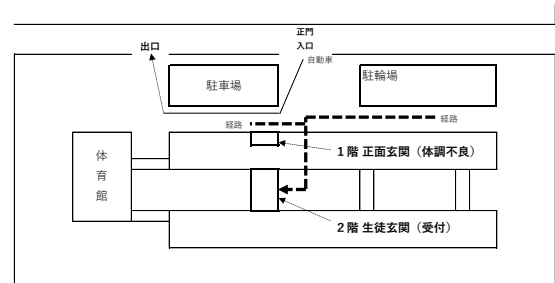 正門
出口
入口
自動車
駐車場
駐輪場
経路
経路
1階 正面玄関（体調不良）
体育館
2階 生徒玄関（受付）